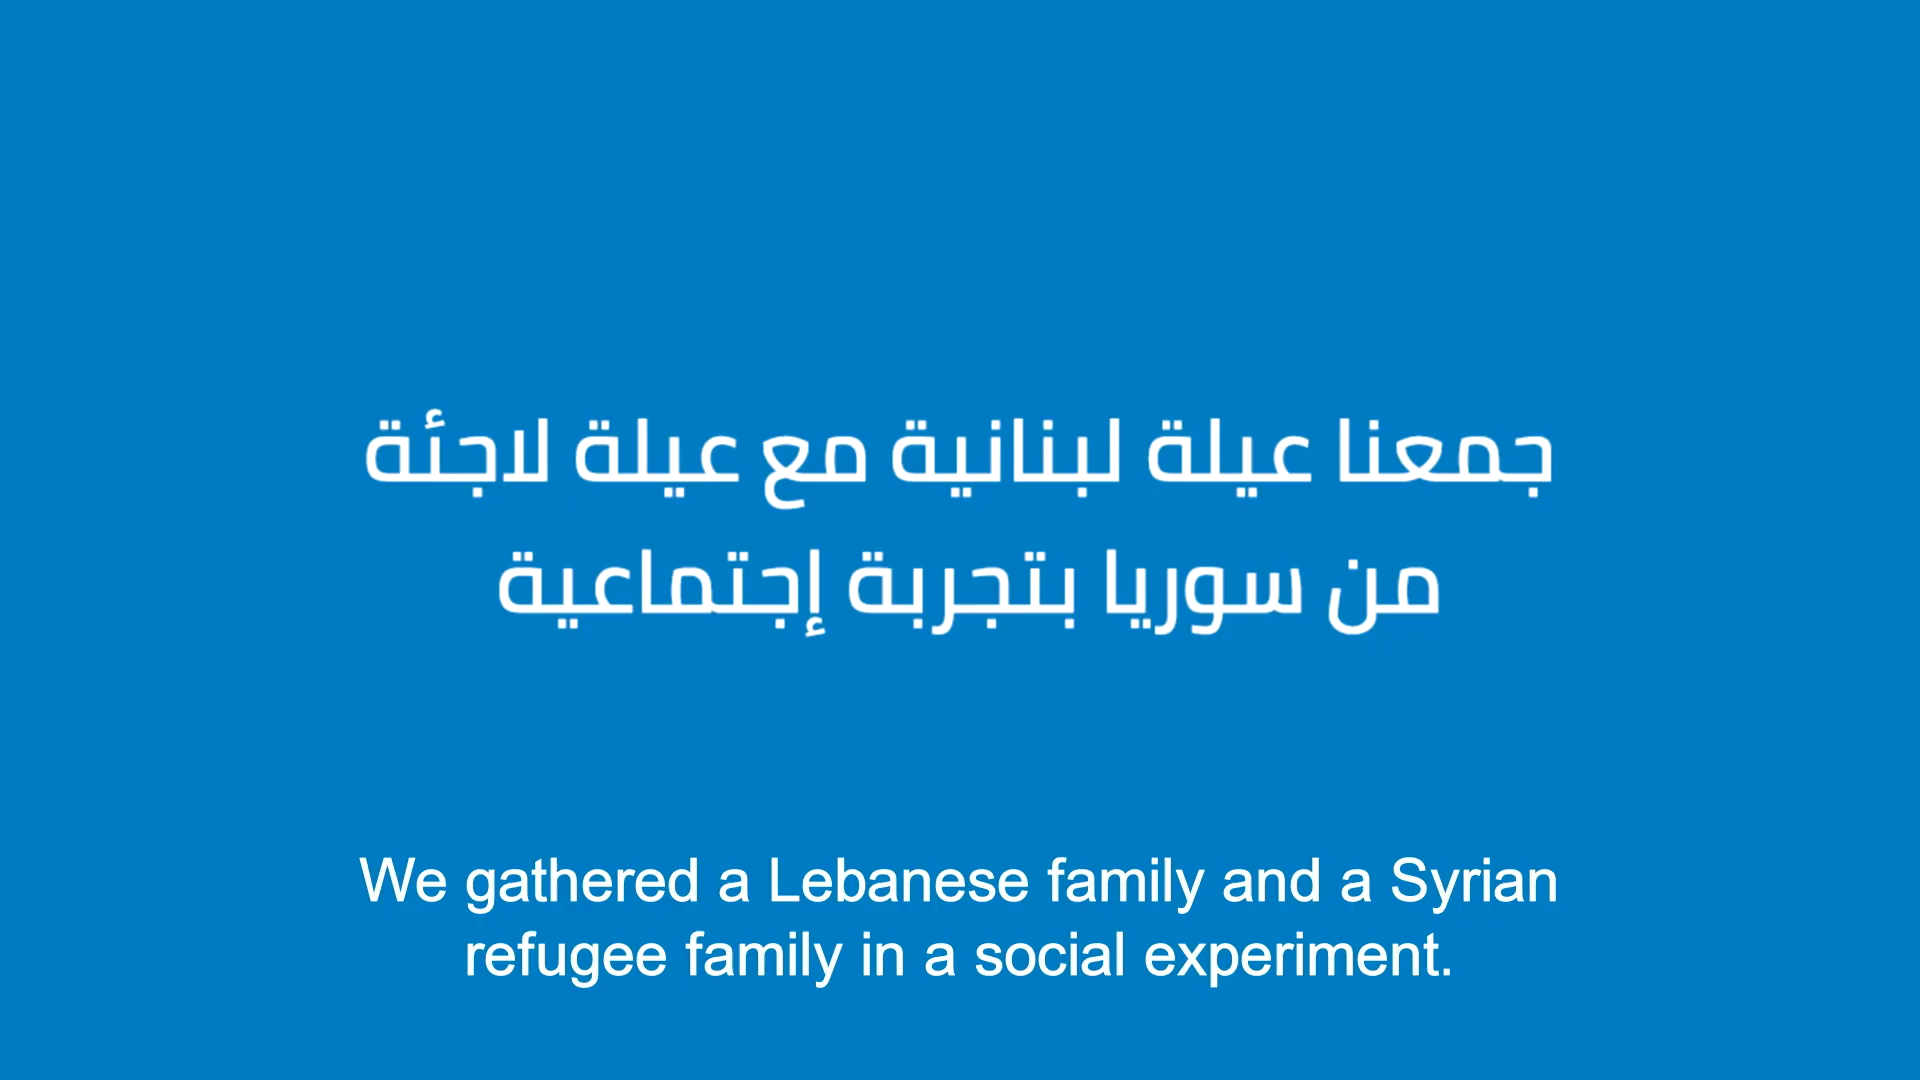 جمعنا عيلة لبنانية مع عيلة لاجئة
من سوريا بتجربة إجتماعية
We gathered a Lebanese family and a Syrian
refugee family in a social experiment.